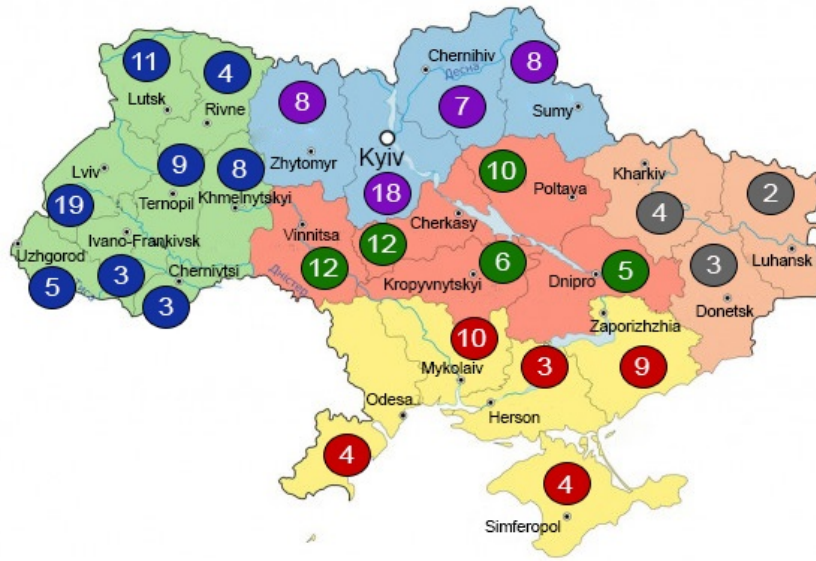 11
4
Lutsk
Rivne
8
Chernihiv
Десна
8
7
Sumy
Kyiv
Zhytomyr
Lviv
9
8
Ternopil
Khmelnytskyi
19
18
10
Poltava
Kharkiv
4
2
Uzhgorod
Ivano-Frankivsk
Chernivtsi
Vinnitsa
12
Cherkasy
12
6
Kropyvnytskyi
Dnipro
5
3
Luhansk
Donetsk
5
3
3
Дністер
Zaporizhzhia
10
Mykolaiv
3
9
Odesa
Herson
4
4
Simferopol